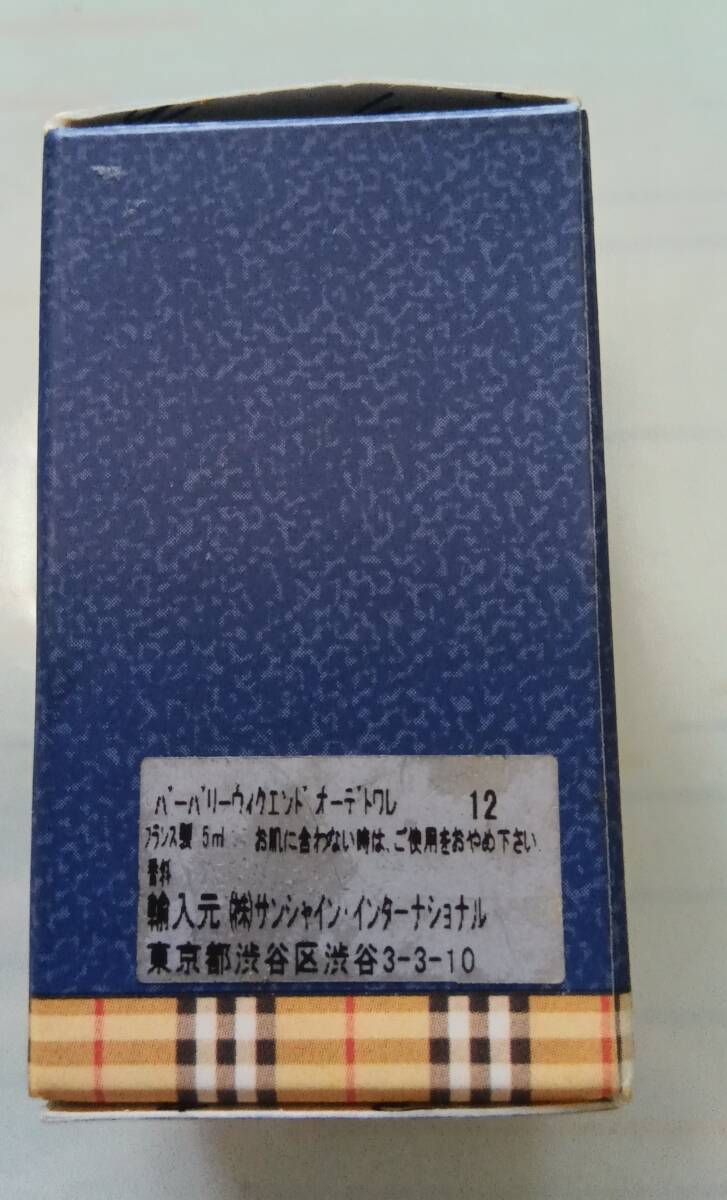 バーバリーウィクエンド オーデトワレ 12
フランス製 5ml お肌に合わない時は、ご使用をおやめ下さい.
香料
輸入元 ㈱サンシャイン・インターナショナル
東京都渋谷区渋谷3-3-10